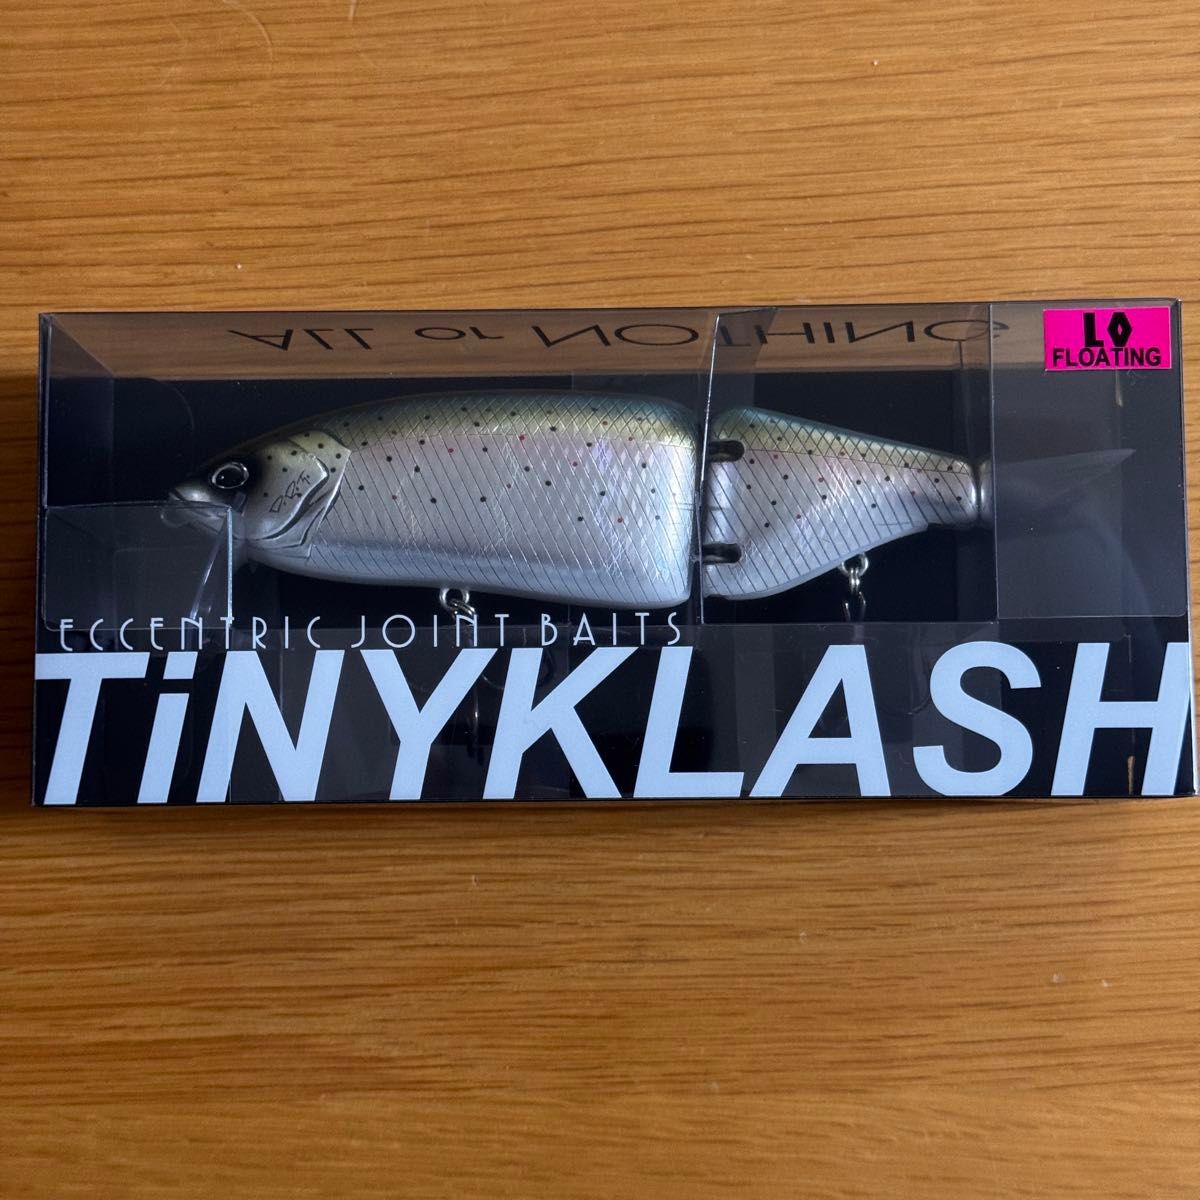 ALL or NOTHING
LO
FLOATING
D.R.T
ECCENTRIC JOINT BAITS
TiNYKLASH